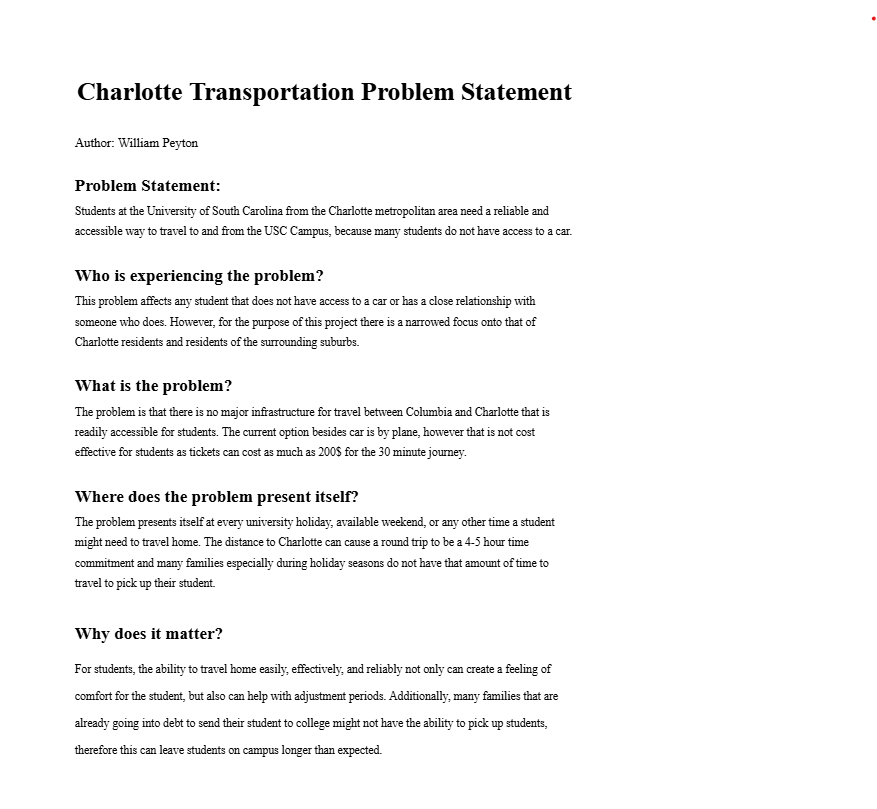 Charlotte Transportation Problem Statement
Author: William Peyton
Problem Statement:
Students at the University of South Carolina from the Charlotte metropolitan area need a reliable and
accessible way to travel to and from the USC Campus, because many students do not have access to a car.
Who is experiencing the problem?
This problem affects any student that does not have access to a car or has a close relationship with
someone who does. However, for the purpose of this project there is a narrowed focus onto that of
Charlotte residents and residents of the surrounding suburbs.
What is the problem?
The problem is that there is no major infrastructure for travel between Columbia and Charlotte that is
readily accessible for students. The current option besides car is by plane, however that is not cost
effective for students as tickets can cost as much as 200$ for the 30 minute journey.
Where does the problem present itself?
The problem presents itself at every university holiday, available weekend, or any other time a student
might need to travel home. The distance to Charlotte can cause a round trip to be a 4-5 hour time
commitment and many families especially during holiday seasons do not have that amount of time to
travel to pick up their student.
Why does it matter?
For students, the ability to travel home easily, effectively, and reliably not only can create a feeling of
comfort for the student, but also can help with adjustment periods. Additionally, many families that are
already going into debt to send their student to college might not have the ability to pick up students,
therefore this can leave students on campus longer than expected.